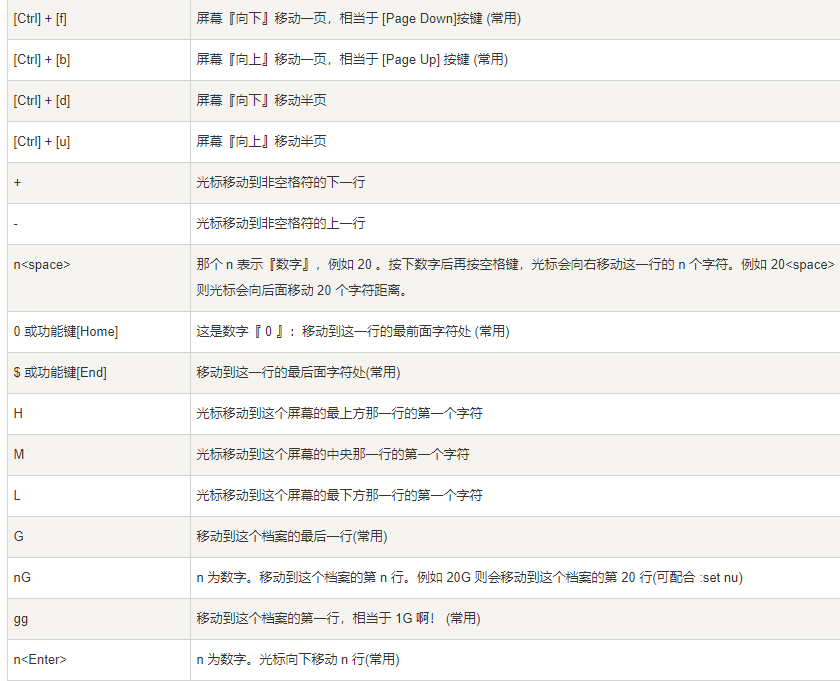 [Ctrl] + [f] 屏幕『向下』移动一页，相当于 [Page Down]按键 (常用)
[Ctrl] + [b] 屏幕『向上』移动一页，相当于 [Page Up] 按键 (常用)
[Ctrl] + [d] 屏幕『向下』移动半页
[Ctrl] + [u] 屏幕『向上』移动半页
+ 光标移动到非空格符的下一行
- 光标移动到非空格符的上一行
n<space> 那个 n 表示『数字』，例如 20 。按下数字后再按空格键，光标会向右移动这一行的 n 个字符。例如 20<space>
则光标会向后面移动 20 个字符距离。
0 或功能键[Home] 这是数字『 0 』：移动到这一行的最前面字符处 (常用)
$ 或功能键[End] 移动到这一行的最后面字符处(常用)
H 光标移动到这个屏幕的最上方那一行的第一个字符
M 光标移动到这个屏幕的中央那一行的第一个字符
L 光标移动到这个屏幕的最下方那一行的第一个字符
G 移动到这个档案的最后一行(常用)
nG n 为数字。移动到这个档案的第 n 行。例如 20G 则会移动到这个档案的第 20 行(可配合 :set nu)
gg 移动到这个档案的第一行，相当于 1G 啊！ (常用)
n<Enter> n 为数字。光标向下移动 n 行(常用)